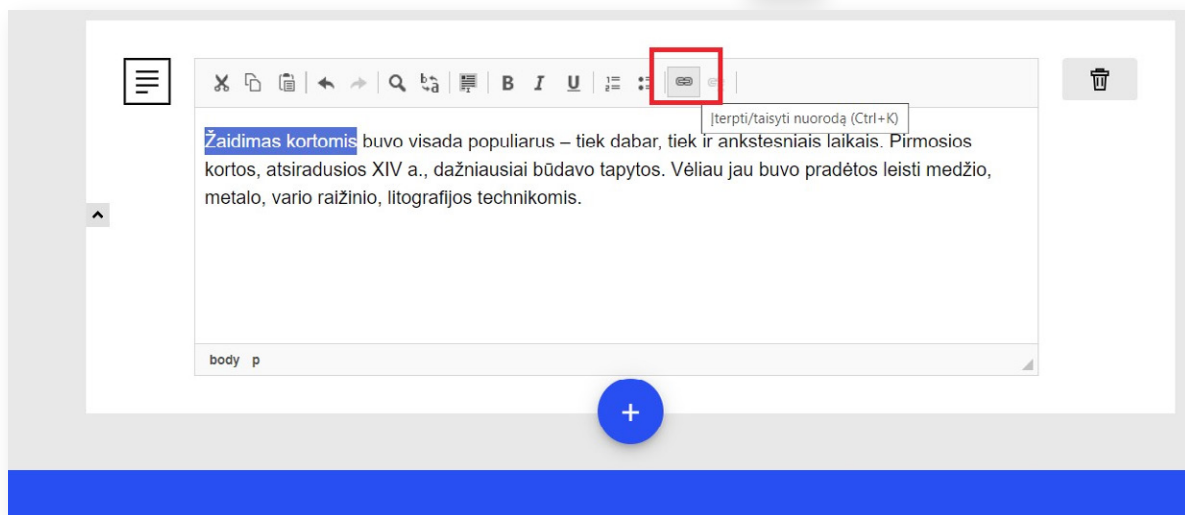 B I U
Įterpti/taisyti nuorodą (Ctrl+K)
Žaidimas kortomis buvo visada populiarus – tiek dabar, tiek ir ankstesniais laikais. Pirmosios
kortos, atsiradusios XIV a., dažniausiai būdavo tapytos. Vėliau jau buvo pradėtos leisti medžio,
metalo, vario raižinio, litografijos technikomis.
body p